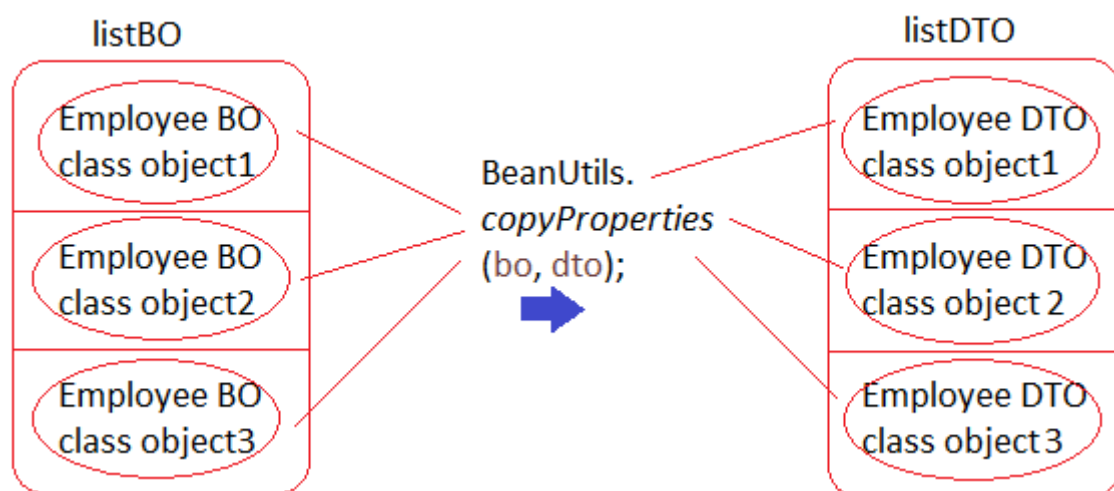 listBO
Employee BO
class object1
Employee BO
class object2
Employee BO
class object3
BeanUtils.
copyProperties
(bo, dto);
listDTO
Employee DTO
class object1
Employee DTO
class object 2
Employee DTO
class object 3